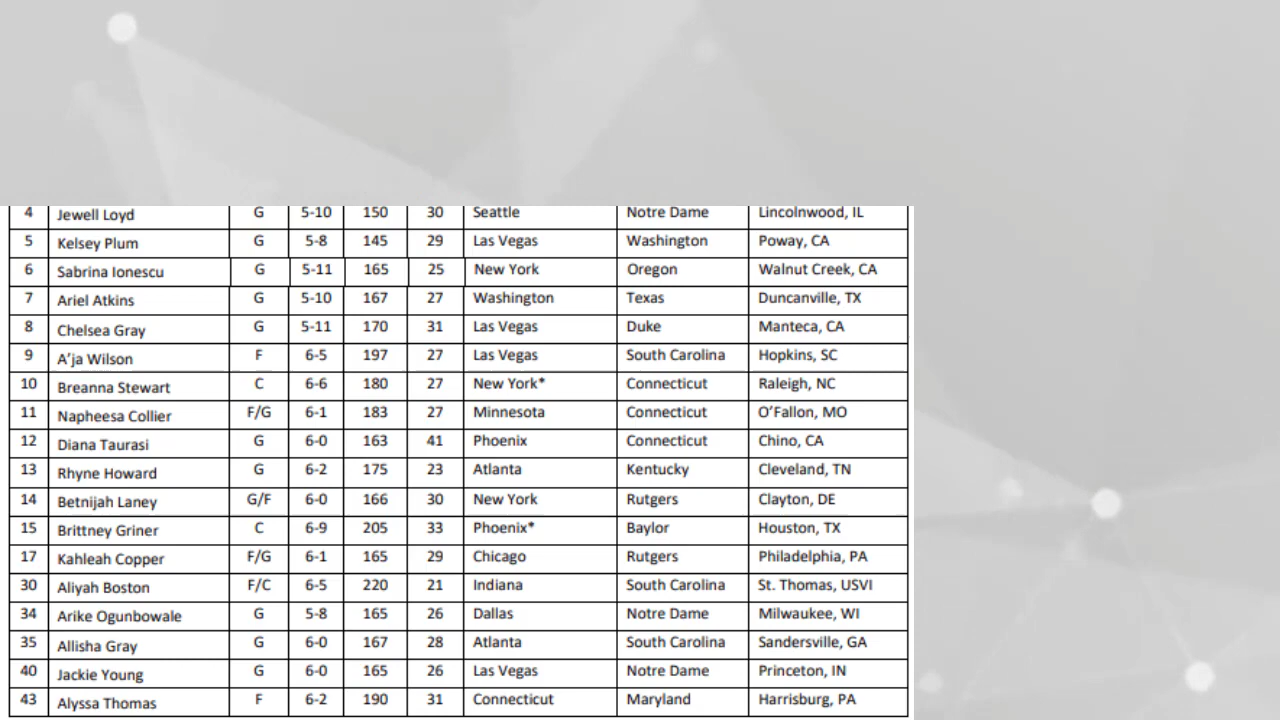 4 Jewell Loyd G 5-10 150 30 Seattle Notre Dame Lincolnwood, IL
5 Kelsey Plum G 5-8 145 29 Las Vegas Washington Poway, CA
6 Sabrina Ionescu G 5-11 165 25 New York Oregon Walnut Creek, CA
7 Ariel Atkins G 5-10 167 27 Washington Texas Duncanville, TX
8 Chelsea Gray G 5-11 170 31 Las Vegas Duke Manteca, CA
9 A’ja Wilson F 6-5 197 27 Las Vegas South Carolina Hopkins, SC
10 Breanna Stewart C 6-6 180 27 New York* Connecticut Raleigh, NC
11 Napheesa Collier F/G 6-1 183 27 Minnesota Connecticut O’Fallon, MO
12 Diana Taurasi G 6-0 163 41 Phoenix Connecticut Chino, CA
13 Rhyne Howard G 6-2 175 23 Atlanta Kentucky Cleveland, TN
14 Betnijah Laney G/F 6-0 166 30 New York Rutgers Clayton, DE
15 Brittney Griner C 6-9 205 33 Phoenix* Baylor Houston, TX
17 Kahleah Copper F/G 6-1 165 29 Chicago Rutgers Philadelphia, PA
30 Aliyah Boston F/C 6-5 220 21 Indiana South Carolina St. Thomas, USVI
34 Arike Ogunbowale G 5-8 165 26 Dallas Notre Dame Milwaukee, WI
35 Allisha Gray G 6-0 167 28 Atlanta South Carolina Sandersville, GA
40 Jackie Young G 6-0 165 26 Las Vegas Notre Dame Princeton, IN
43 Alyssa Thomas F 6-2 190 31 Connecticut Maryland Harrisburg, PA